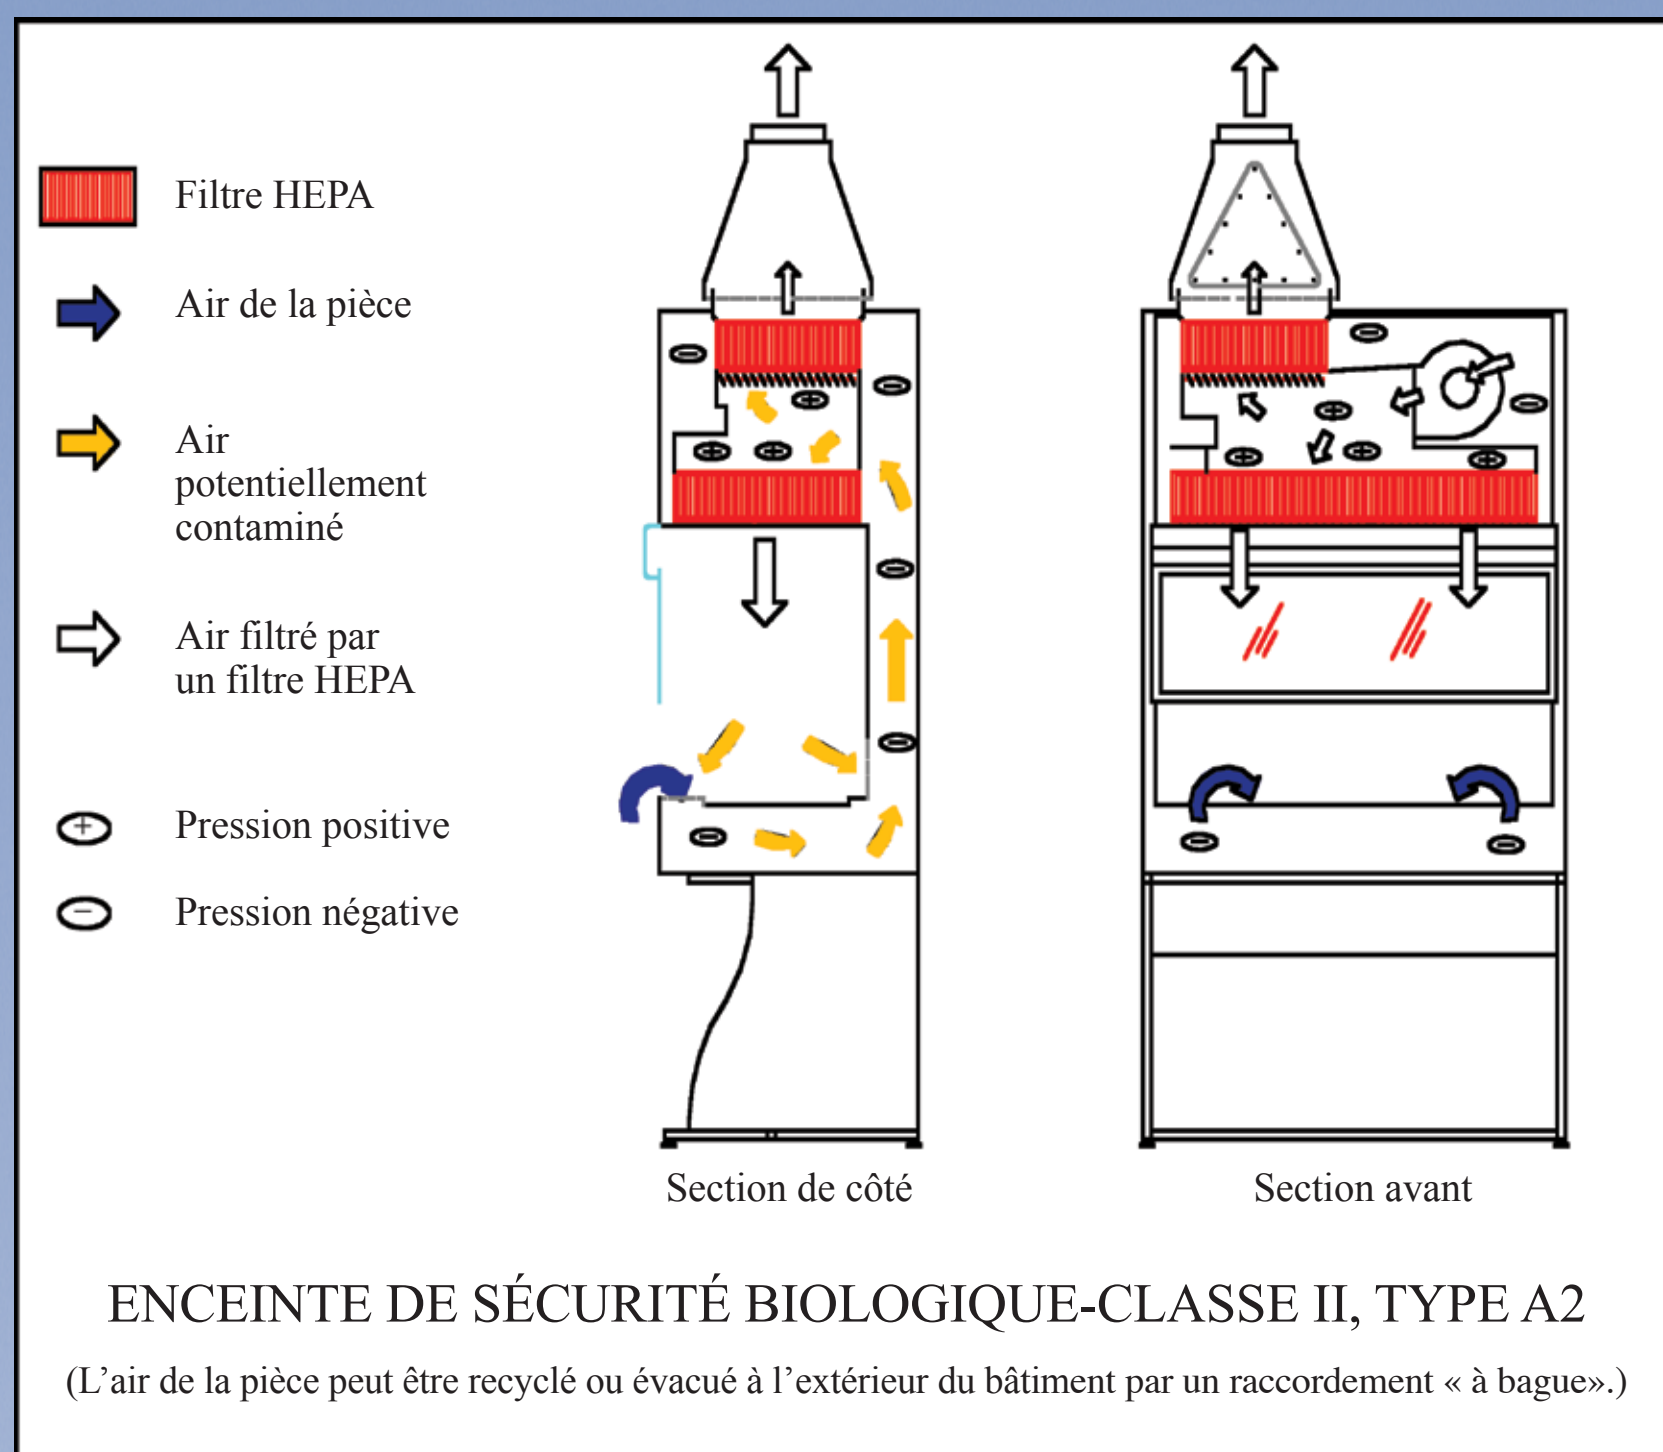 Filtre HEPA
Air de la pièce
Air
potentiellement
contaminé
Air filtré par
un filtre HEPA
Pression positive
Pression négative
Section de côté
Section avant
ENCEINTE DE SÉCURITÉ BIOLOGIQUE-CLASSE II, TYPE A2
(L’air de la pièce peut être recyclé ou évacué à l’extérieur du bâtiment par un raccordement « à bague».)